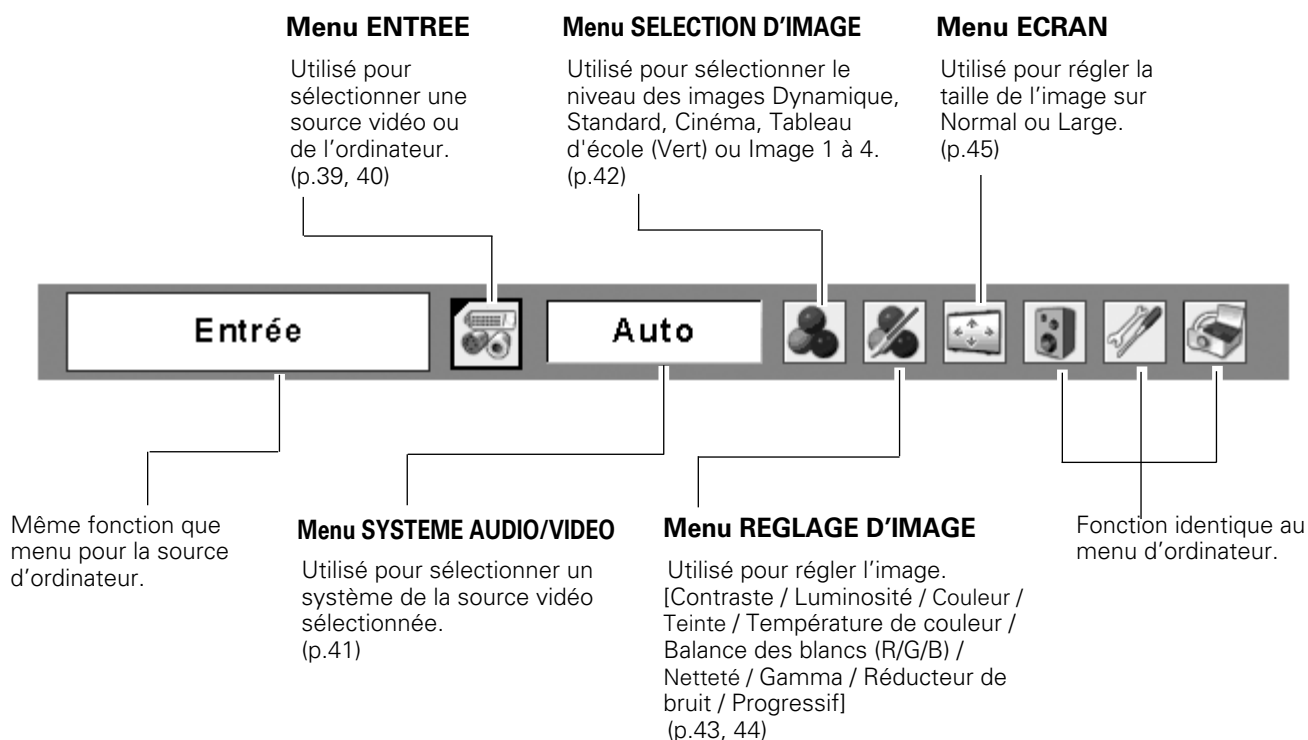 Menu ENTREE
Utilisé pour
sélectionner une
source vidéo ou
de l’ordinateur.
(p.39, 40)
Menu SELECTION D’IMAGE
Utilisé pour sélectionner le
niveau des images Dynamique,
Standard, Cinéma, Tableau
d'école (Vert) ou Image 1 à 4.
(p.42)
Menu ECRAN
Utilisé pour régler la
taille de l’image sur
Normal ou Large.
(p.45)
Entrée
Auto
Même fonction que
menu pour la source
d’ordinateur.
Menu SYSTEME AUDIO/VIDEO
Utilisé pour sélectionner un
système de la source vidéo
sélectionnée.
(p.41)
Menu REGLAGE D’IMAGE
Utilisé pour régler l’image.
[Contraste / Luminosité / Couleur /
Teinte / Température de couleur /
Balance des blancs (R/G/B) /
Netteté / Gamma / Réducteur de
bruit / Progressif]
(p.43, 44)
Fonction identique au
menu d’ordinateur.